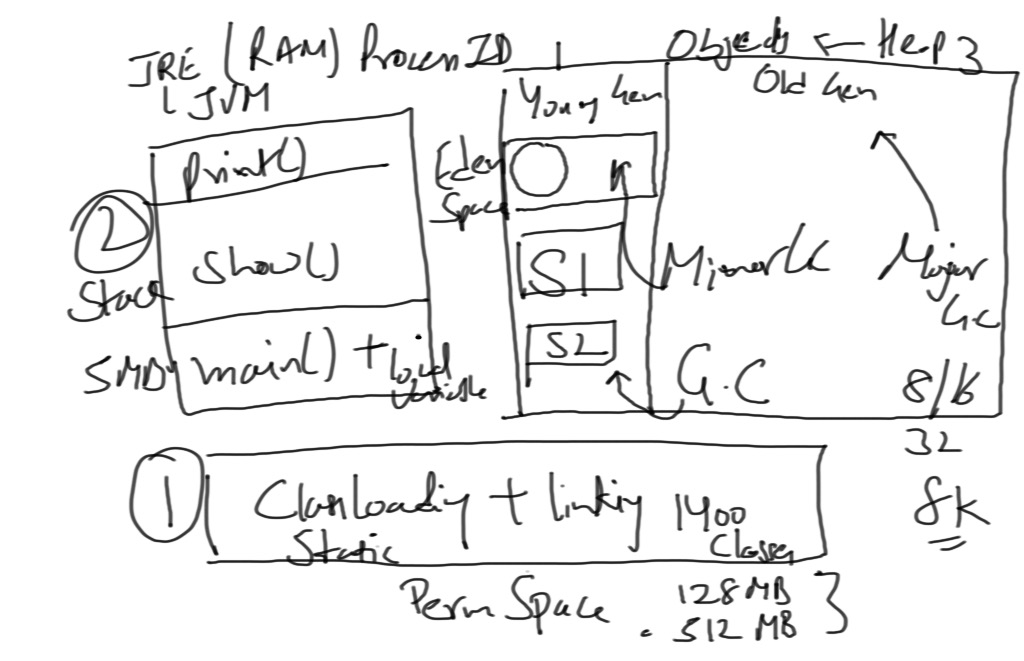 JRE (RAM) Process ID
JVM
Objects ← Heap 3
Young Gen
Old Gen
print()
Eden
Space
2
Stack
show()
S1
Minor GC
Major
GC
5MB
main() + Local
Variable
S2
G.C
8/16
32
8K
1
Classloading + linking 1400
Static
Classes
Perm Space
128 MB
512 MB